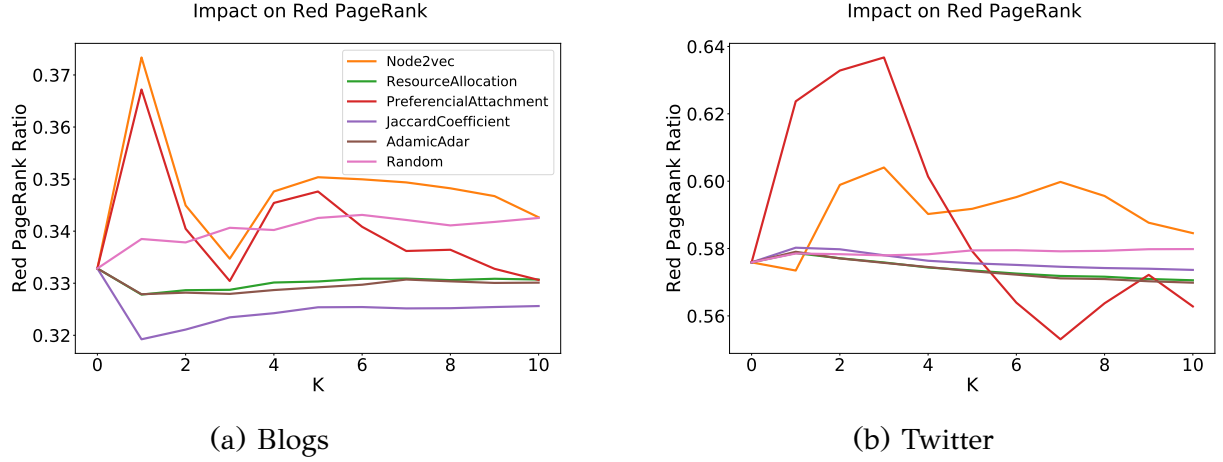 Impact on Red PageRank
Red PageRank Ratio
0.37
0.36
0.35
0.34
0.33
0.32
Node2vec
ResourceAllocation
PreferencialAttachment
JaccardCoefficient
AdamicAdar
Random
0 2 4 6 8 10
K
(a) Blogs
Impact on Red PageRank
Red PageRank Ratio
0.64
0.62
0.60
0.58
0.56
0 2 4 6 8 10
K
(b) Twitter